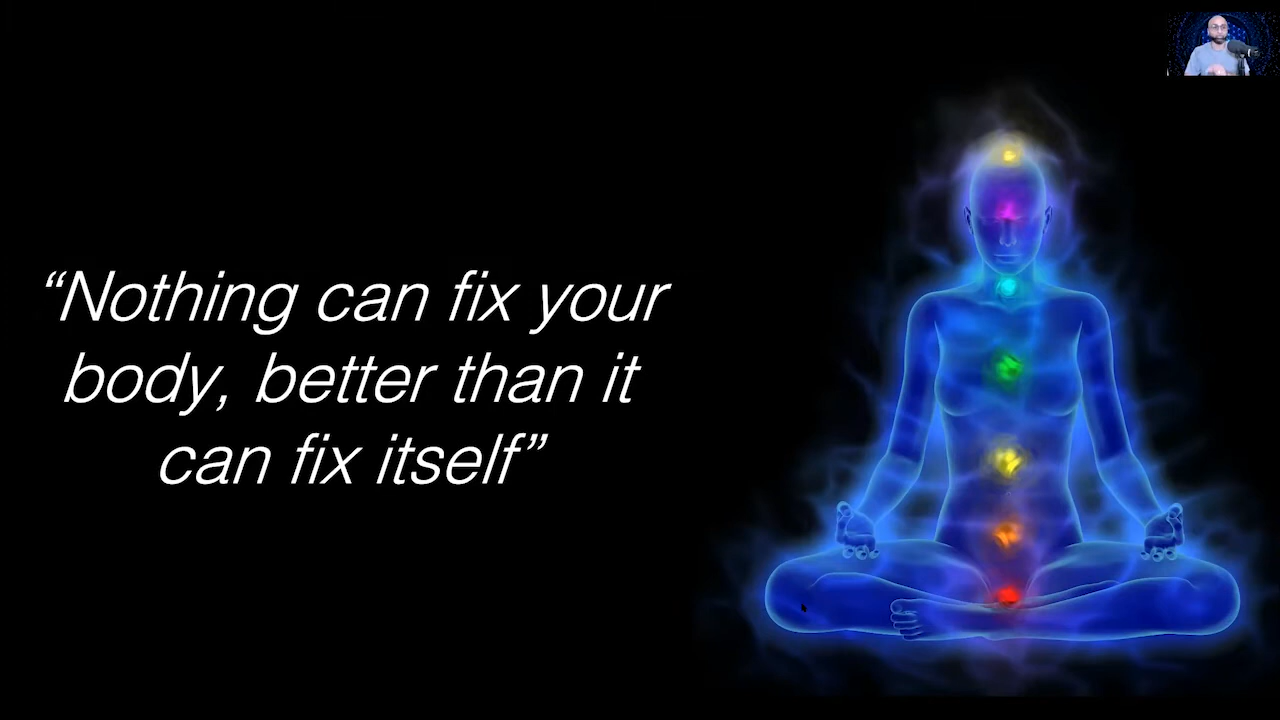 “Nothing can fix your
body, better than it
can fix itself”